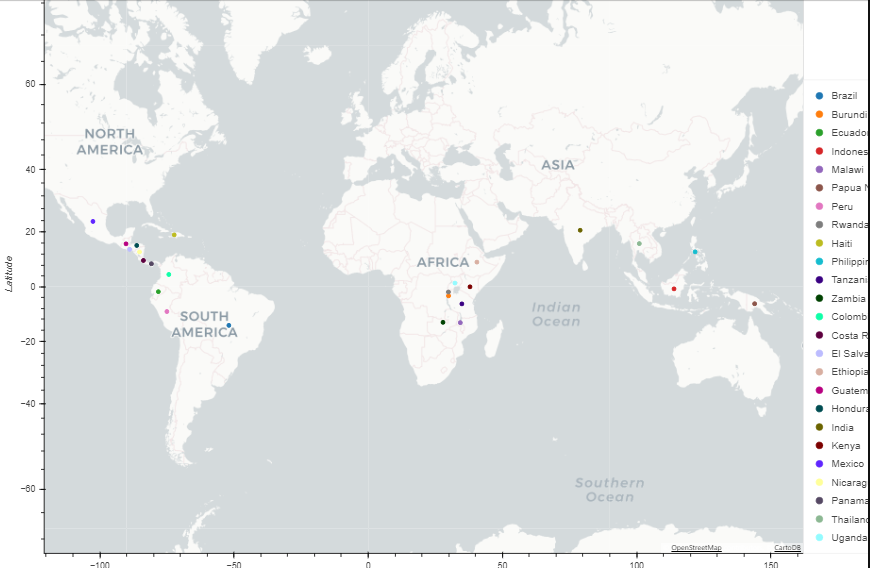 NORTH
AMERICA
ASIA
AFRICA
SOUTH
AMERICA
Indian
Ocean
Southern
Ocean
OpenStreetMap
CartoDB
Latitude
60
40
20
0
−20
−40
−60
−100
−50
0
50
100
150
Brazil
Burundi
Ecuado
Indones
Malawi
Papua N
Peru
Rwanda
Haiti
Philippin
Tanzani
Zambia
Colomb
Costa R
El Salva
Ethiopia
Guatem
Hondura
India
Kenya
Mexico
Nicarag
Panama
Thailand
Uganda